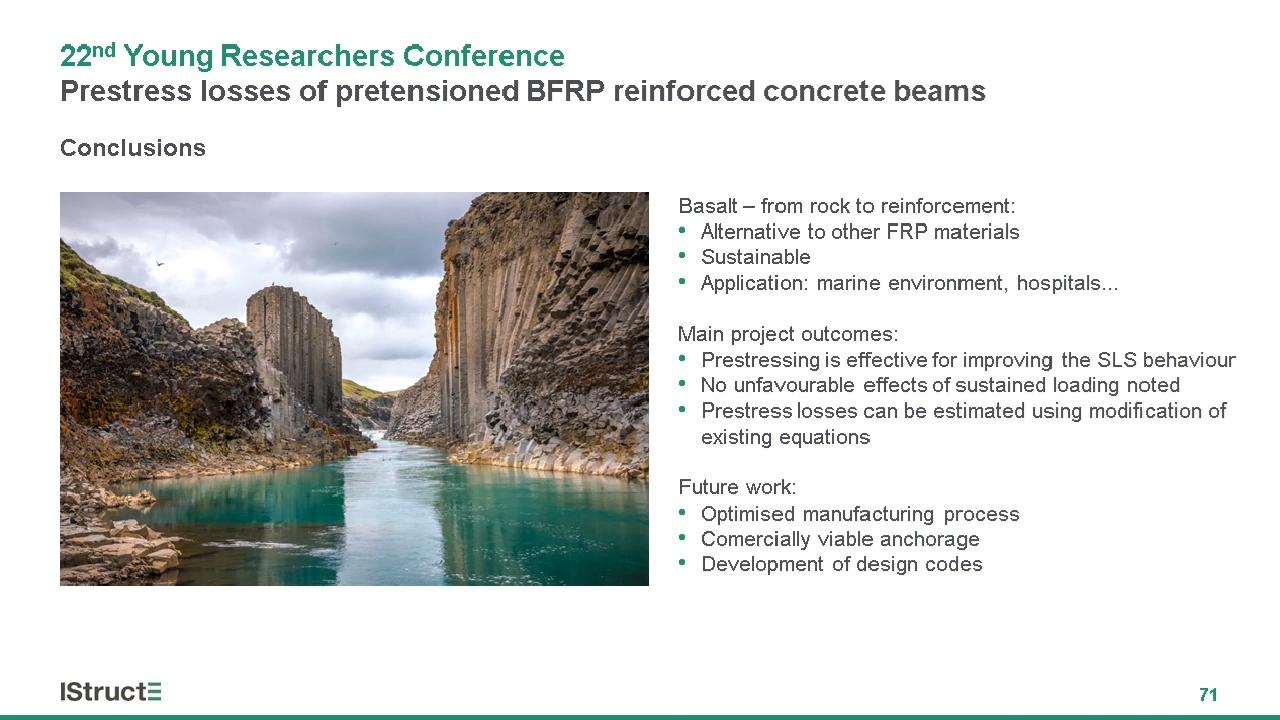 22nd Young Researchers Conference
Prestress losses of pretensioned BFRP reinforced concrete beams
Conclusions
Basalt – from rock to reinforcement:
• Alternative to other FRP materials
• Sustainable
• Application: marine environment, hospitals...
Main project outcomes:
• Prestressing is effective for improving the SLS behaviour
• No unfavourable effects of sustained loading noted
• Prestress losses can be estimated using modification of
existing equations
Future work:
• Optimised manufacturing process
• Comercially viable anchorage
• Development of design codes
IStructE
71